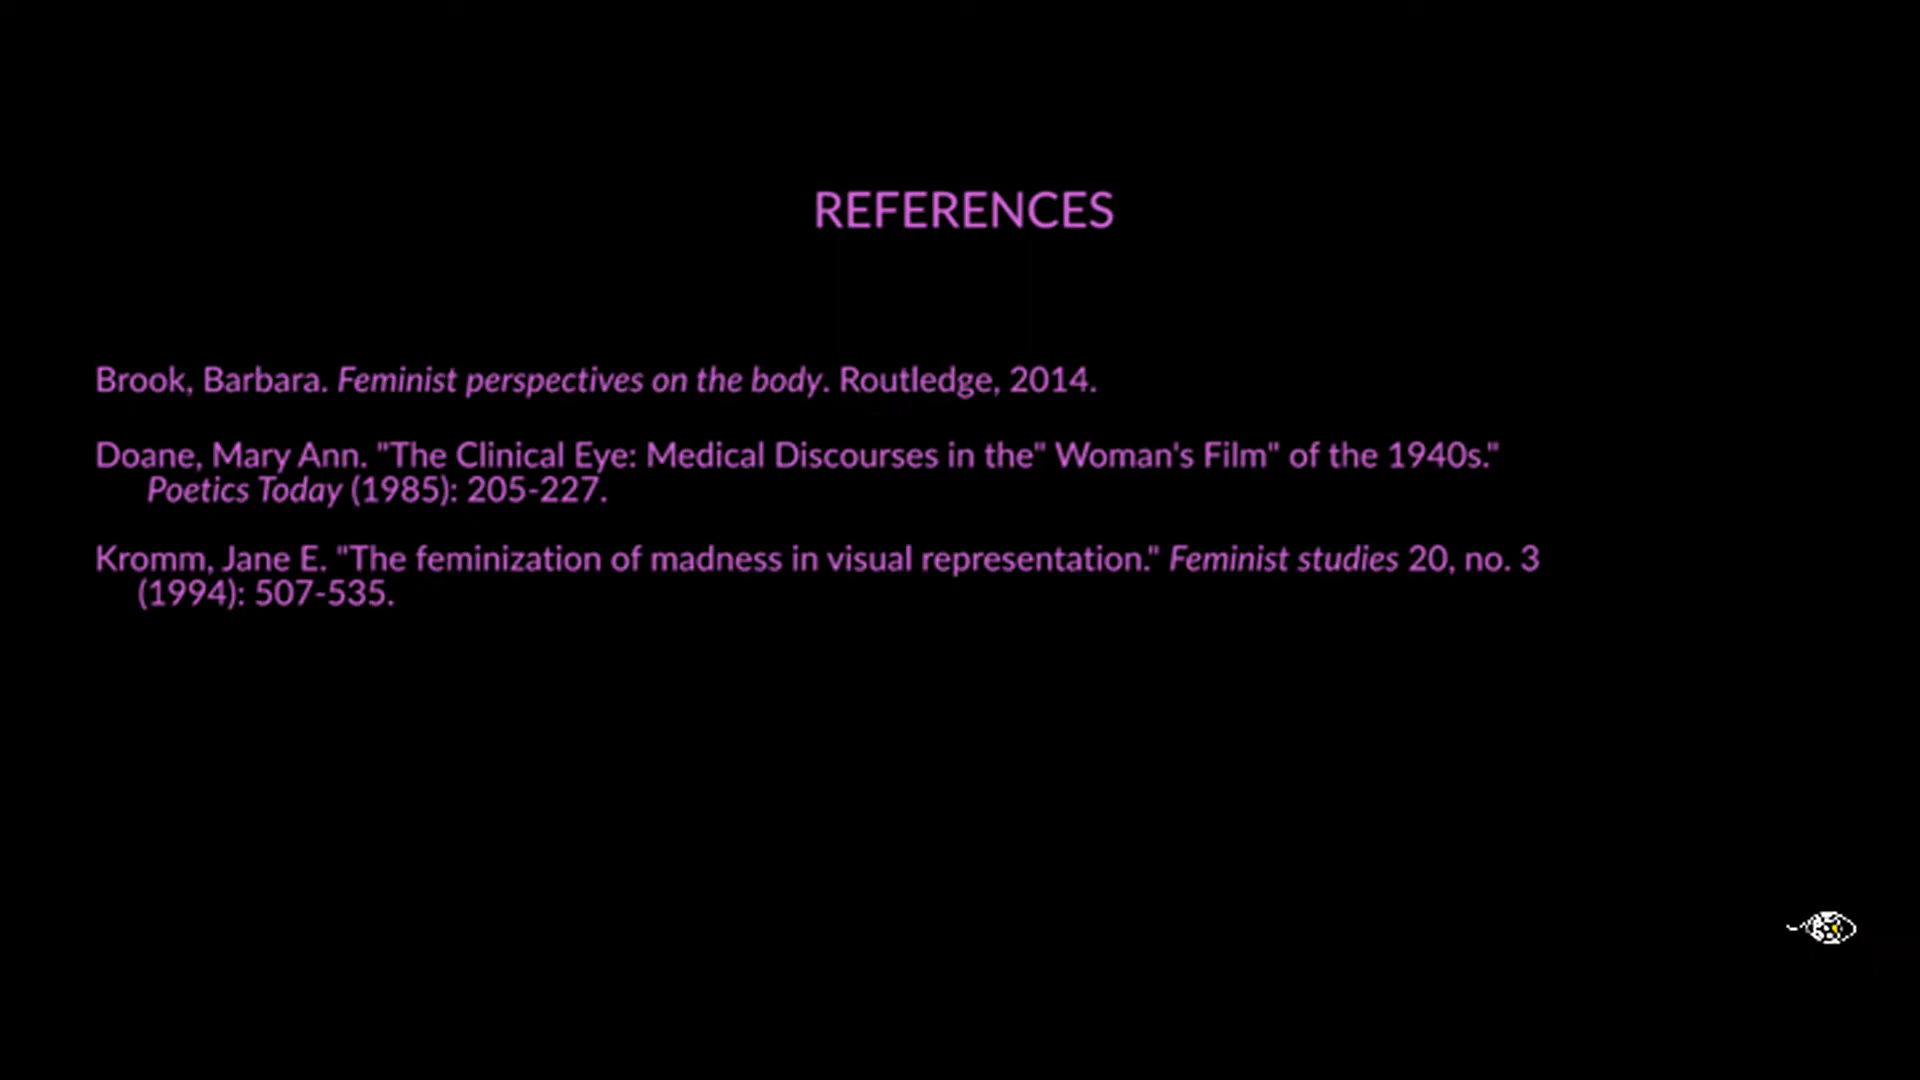 REFERENCES
Brook, Barbara. Feminist perspectives on the body. Routledge, 2014.
Doane, Mary Ann. "The Clinical Eye: Medical Discourses in the" Woman's Film" of the 1940s."
Poetics Today (1985): 205-227.
Kromm, Jane E. "The feminization of madness in visual representation." Feminist studies 20, no. 3
(1994): 507-535.